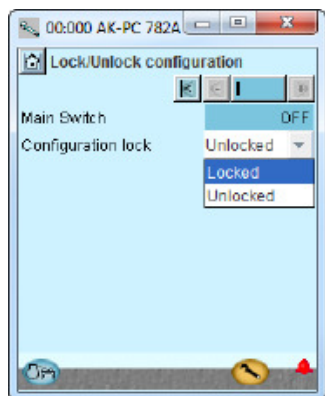 00:000 AK-PC 782A
Lock/Unlock configuration
Main Switch OFF
Configuration lock Unlocked
Locked
Unlocked